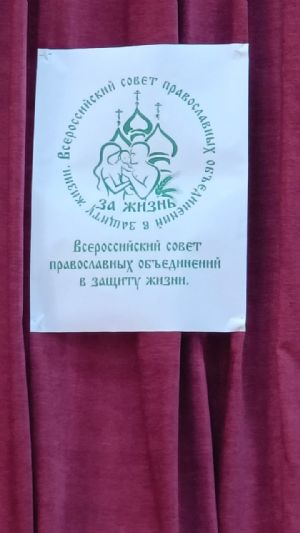 Всероссийский совет православных объединений в защиту жизни.
за жизнь
Всероссийский совет
православных объединений
в защиту жизни.